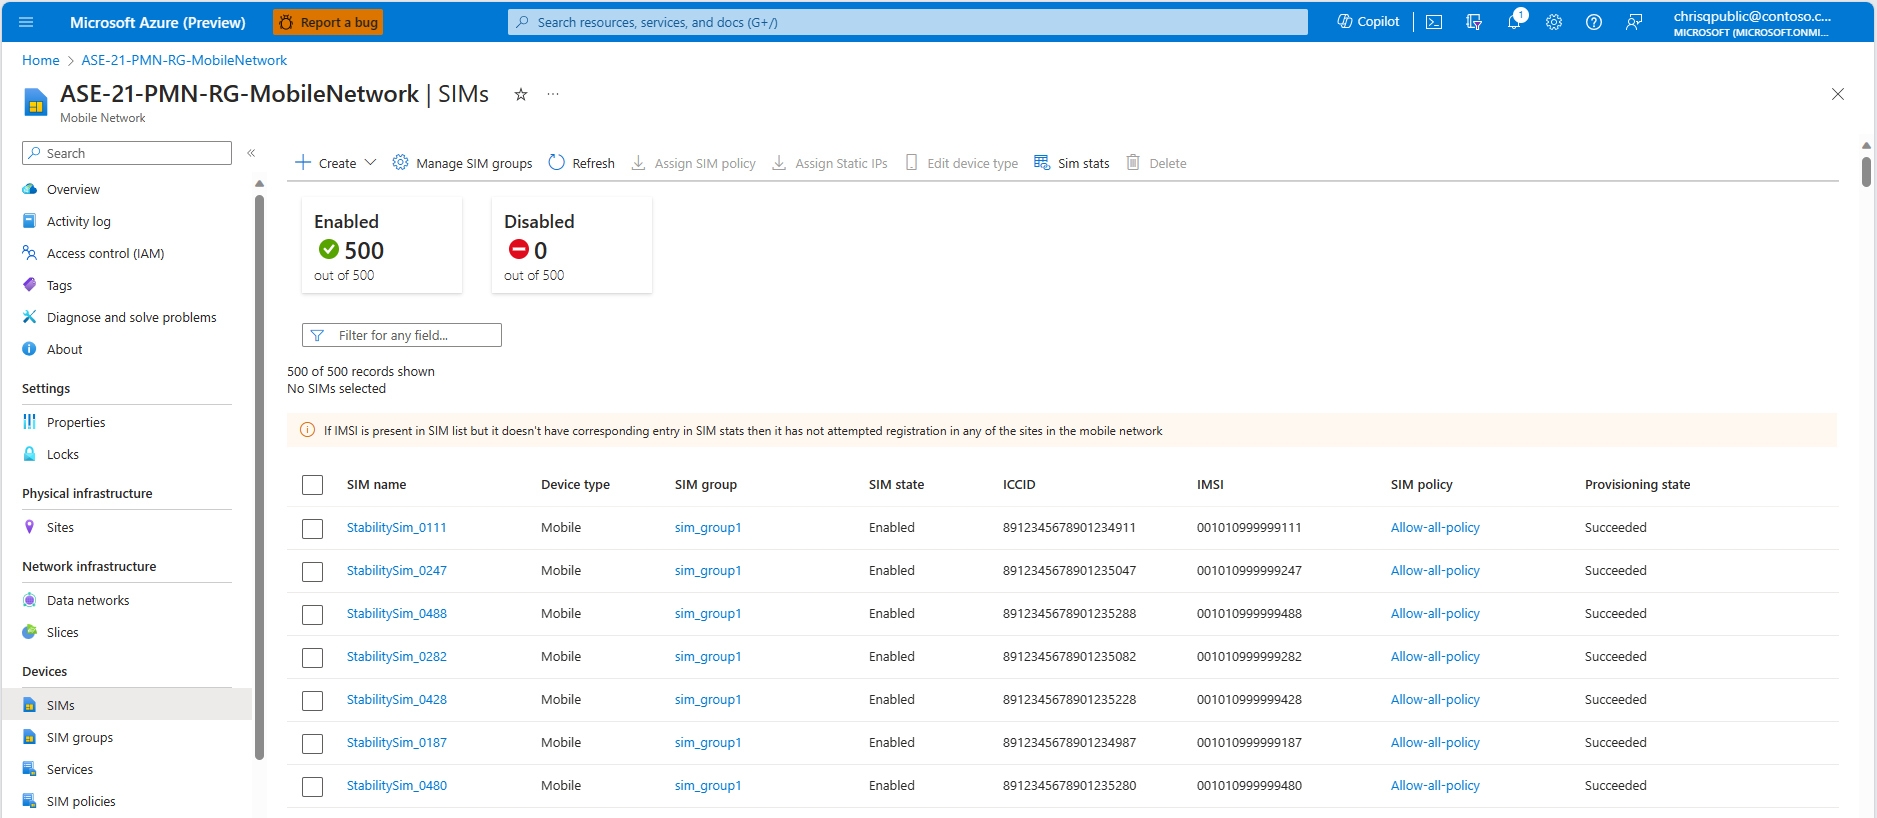 Microsoft Azure (Preview)
Report a bug
Search resources, services, and docs (G+/)
Copilot
1
chrisqpublic@contoso.c...
MICROSOFT (MICROSOFT.ONMI...
Home > ASE-21-PMN-RG-MobileNetwork
ASE-21-PMN-RG-MobileNetwork | SIMs
Mobile Network
Search
Overview
Activity log
Access control (IAM)
Tags
Diagnose and solve problems
About
Settings
Properties
Locks
Physical infrastructure
Sites
Network infrastructure
Data networks
Slices
Devices
SIMs
SIM groups
Services
SIM policies
Create Manage SIM groups Refresh Assign SIM policy Assign Static IPs Edit device type Sim stats Delete
Enabled
500
out of 500
Disabled
0
out of 500
Filter for any field...
500 of 500 records shown
No SIMs selected
If IMSI is present in SIM list but it doesn't have corresponding entry in SIM stats then it has not attempted registration in any of the sites in the mobile network
SIM name Device type SIM group SIM state ICCID IMSI SIM policy Provisioning state
StabilitySim_0111 Mobile sim_group1 Enabled 8912345678901234911 001010999999111 Allow-all-policy Succeeded
StabilitySim_0247 Mobile sim_group1 Enabled 8912345678901235047 001010999999247 Allow-all-policy Succeeded
StabilitySim_0488 Mobile sim_group1 Enabled 8912345678901235288 001010999999488 Allow-all-policy Succeeded
StabilitySim_0282 Mobile sim_group1 Enabled 8912345678901235082 001010999999282 Allow-all-policy Succeeded
StabilitySim_0428 Mobile sim_group1 Enabled 8912345678901235228 001010999999428 Allow-all-policy Succeeded
StabilitySim_0187 Mobile sim_group1 Enabled 8912345678901234987 001010999999187 Allow-all-policy Succeeded
StabilitySim_0480 Mobile sim_group1 Enabled 8912345678901235280 001010999999480 Allow-all-policy Succeeded